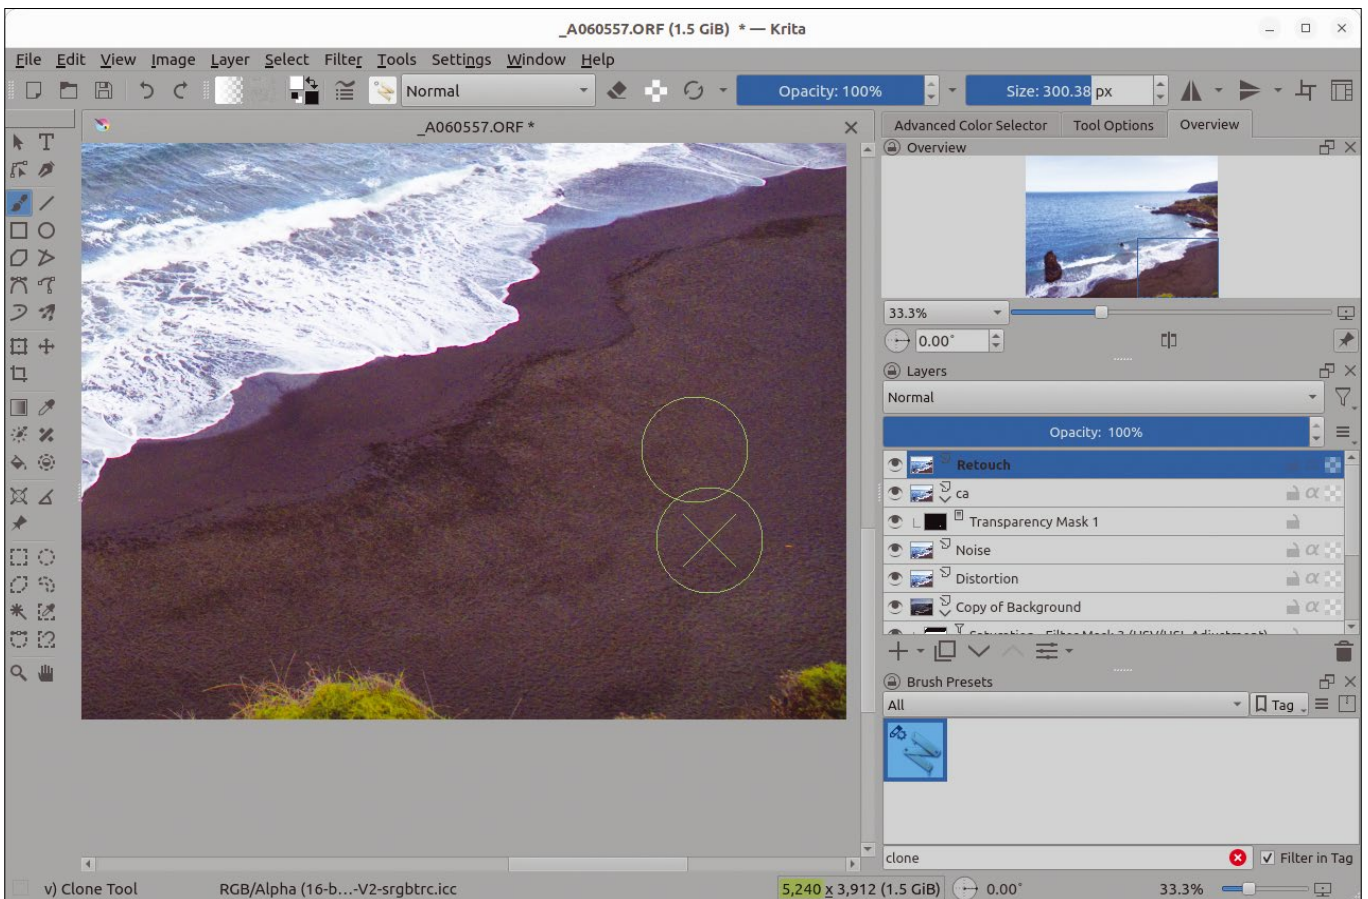 _A060557.ORF (1.5 GiB) * — Krita
File Edit View Image Layer Select Filter Tools Settings Window Help
Normal
Opacity: 100%
Size: 300.38 px
_A060557.ORF *
Advanced Color Selector Tool Options Overview
Overview
33.3%
0.00°
Layers
Normal
Opacity: 100%
Retouch
ca
Transparency Mask 1
Noise
Distortion
Copy of Background
Brush Presets
All
Tag
clone
Filter in Tag
v) Clone Tool RGB/Alpha (16-b...-V2-srgbtrc.icc 5,240 x 3,912 (1.5 GiB) 0.00° 33.3%